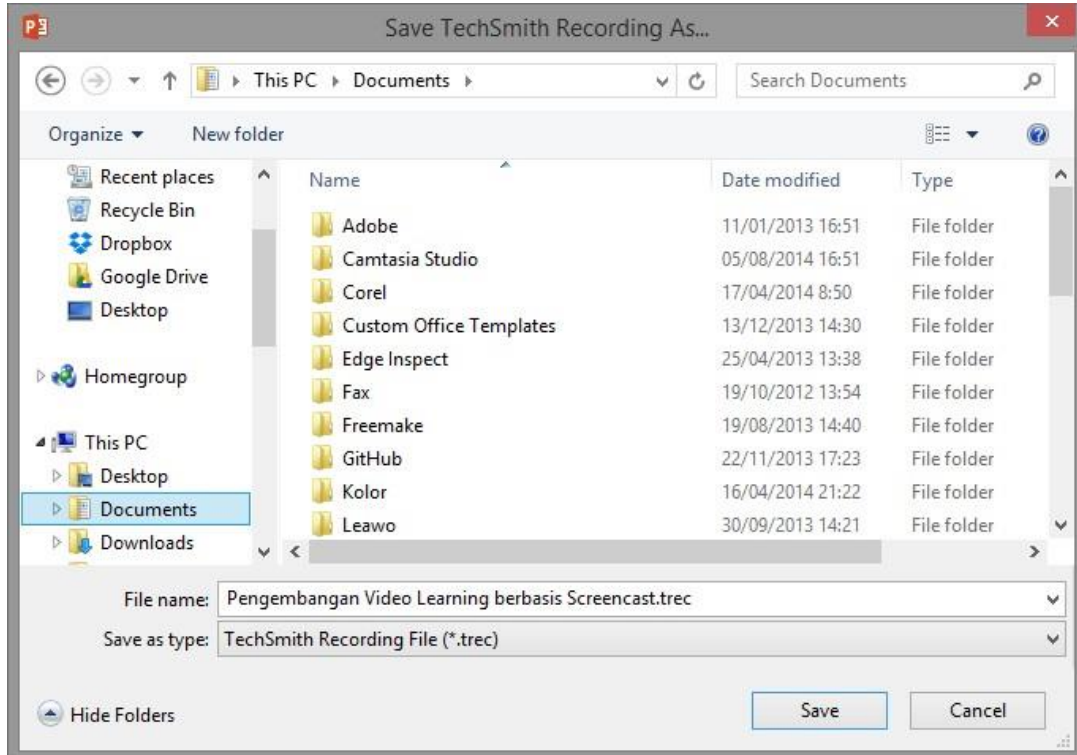 Save TechSmith Recording As...
This PC Documents
Search Documents
Organize New folder
Recent places
Recycle Bin
Dropbox
Google Drive
Desktop
Homegroup
This PC
Desktop
Documents
Downloads
Name Date modified Type
Adobe 11/01/2013 16:51 File folder
Camtasia Studio 05/08/2014 16:51 File folder
Corel 17/04/2014 8:50 File folder
Custom Office Templates 13/12/2013 14:30 File folder
Edge Inspect 25/04/2013 13:38 File folder
Fax 19/10/2012 13:54 File folder
Freemake 19/08/2013 14:40 File folder
GitHub 22/11/2013 17:23 File folder
Kolor 16/04/2014 21:22 File folder
Leawo 30/09/2013 14:21 File folder
File name: Pengembangan Video Learning berbasis Screencast.trec
Save as type: TechSmith Recording File (*.trec)
Hide Folders Save Cancel